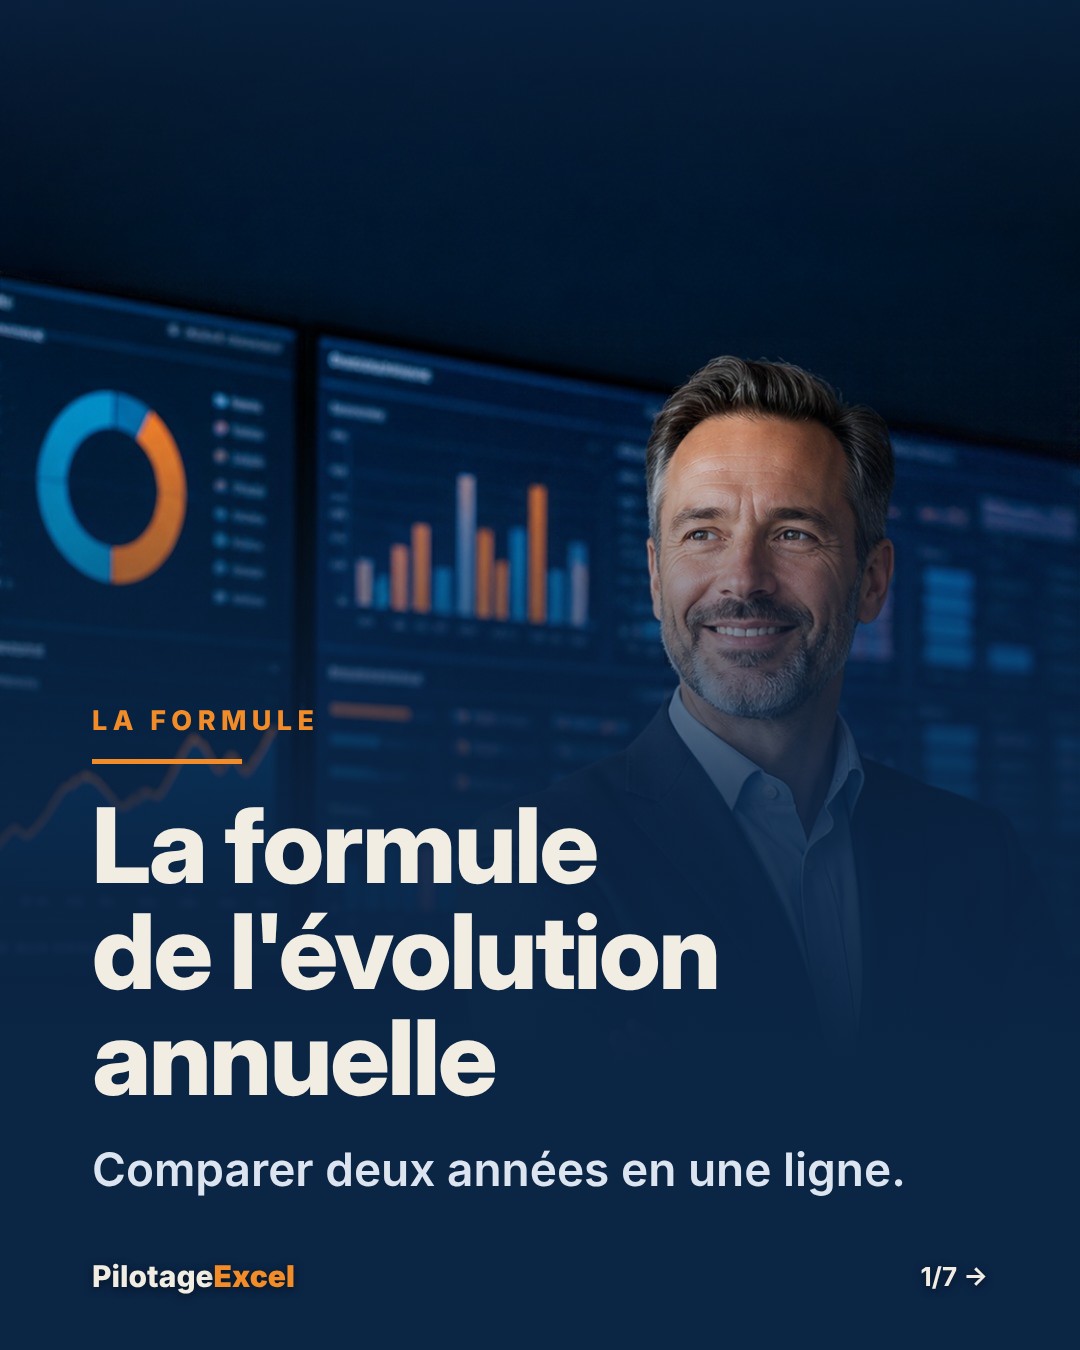 LA FORMULE
La formule
de l'évolution
annuelle
Comparer deux années en une ligne.
PilotageExcel
1/7 →